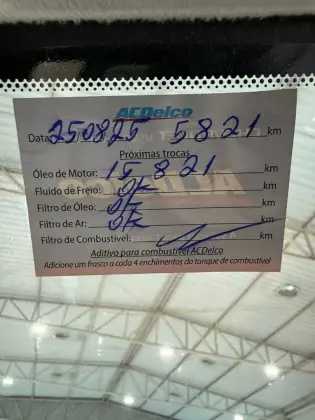 ACDelco
Data: 250825 5821 km
Próximas trocas
Óleo de Motor: 15821 km
Fluido de Freio: OK km
Filtro de Óleo: OK km
Filtro de Ar: OK km
Filtro de Combustível: km
Aditivo para combustível ACDelco
Adicione um frasco a cada 4 enchimentos do tanque de combustível